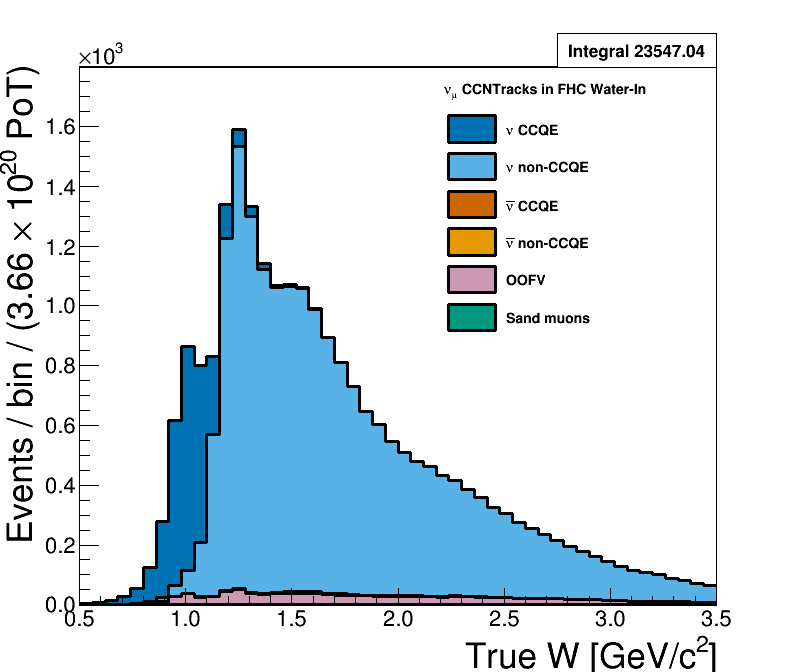 ×10³
Integral 23547.04
ν_μ CCNTracks in FHC Water-In
ν CCQE
ν non-CCQE
ν̅ CCQE
ν̅ non-CCQE
OOFV
Sand muons
Events / bin / (3.66 × 10²⁰ PoT)
1.6
1.4
1.2
1.0
0.8
0.6
0.4
0.2
0.0
0.5 1.0 1.5 2.0 2.5 3.0 3.5
True W [GeV/c²]